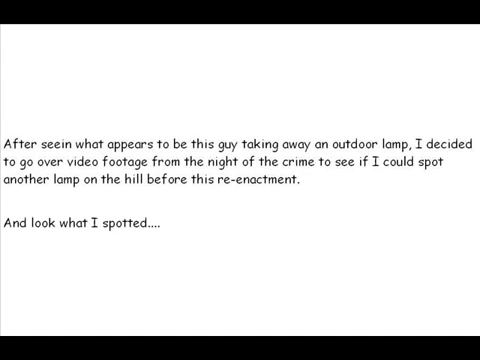 After seein what appears to be this guy taking away an outdoor lamp, I decided
to go over video footage from the night of the crime to see if I could spot
another lamp on the hill before this re-enactment.
And look what I spotted....